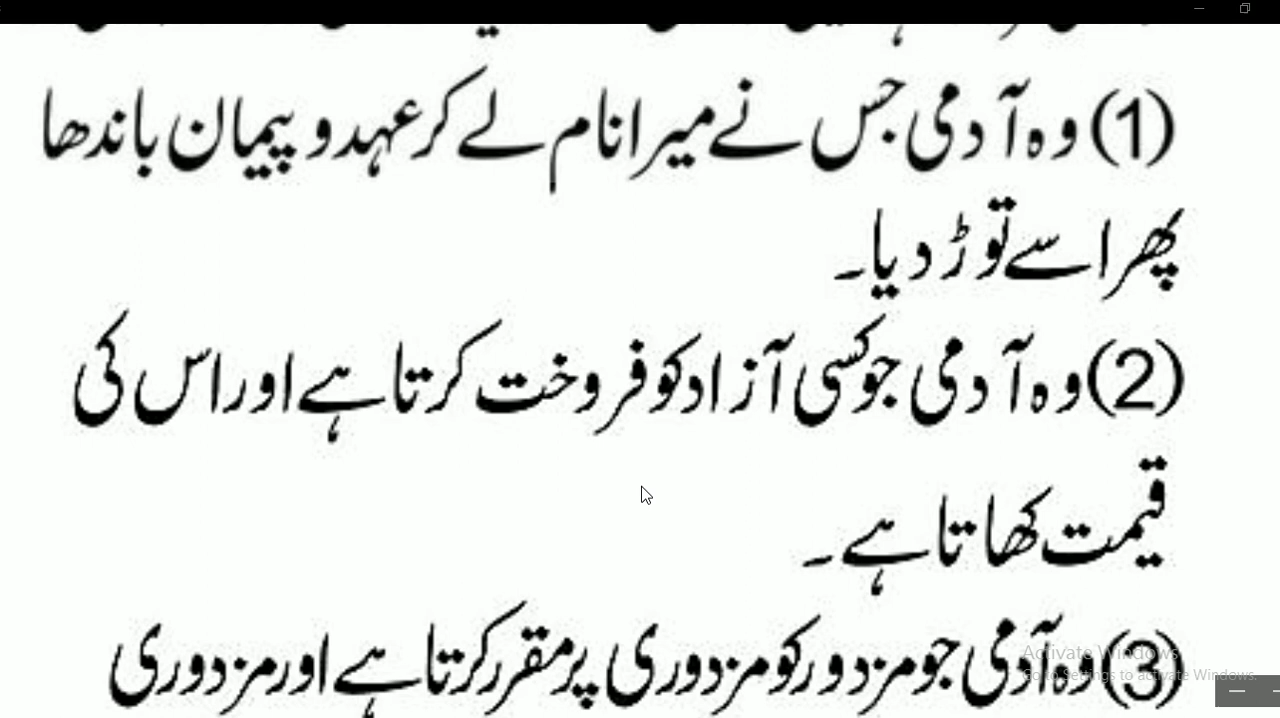 (1) وہ آدمی جس نے میرا نام لے کر عہد و پیمان باندھا
پھر اسے توڑ دیا۔
(2) وہ آدمی جو کسی آزاد کو فروخت کرتا ہے اور اس کی
قیمت کھاتا ہے۔
(3) وہ آدمی جو مزدور کو مزدوری پر مقرر کرتا ہے اور مزدوری
Activate Windows
Go to Settings to activate Windows.